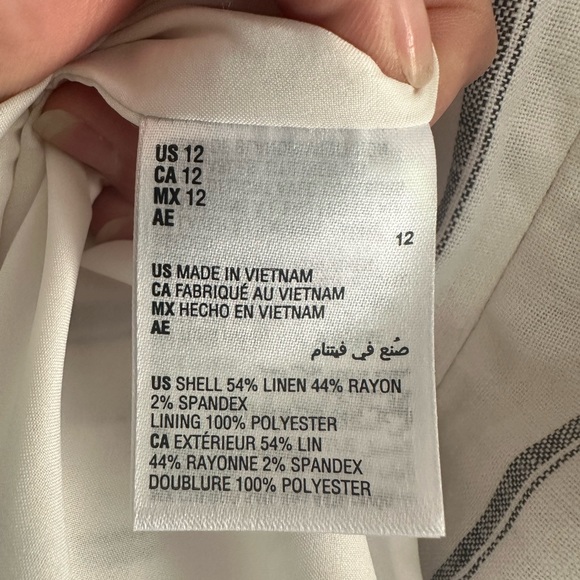 US 12
CA 12
MX 12
AE
12
US MADE IN VIETNAM
CA FABRIQUÉ AU VIETNAM
MX HECHO EN VIETNAM
AE
صُنع في فيتنام
US SHELL 54% LINEN 44% RAYON
2% SPANDEX
LINING 100% POLYESTER
CA EXTÉRIEUR 54% LIN
44% RAYONNE 2% SPANDEX
DOUBLURE 100% POLYESTER